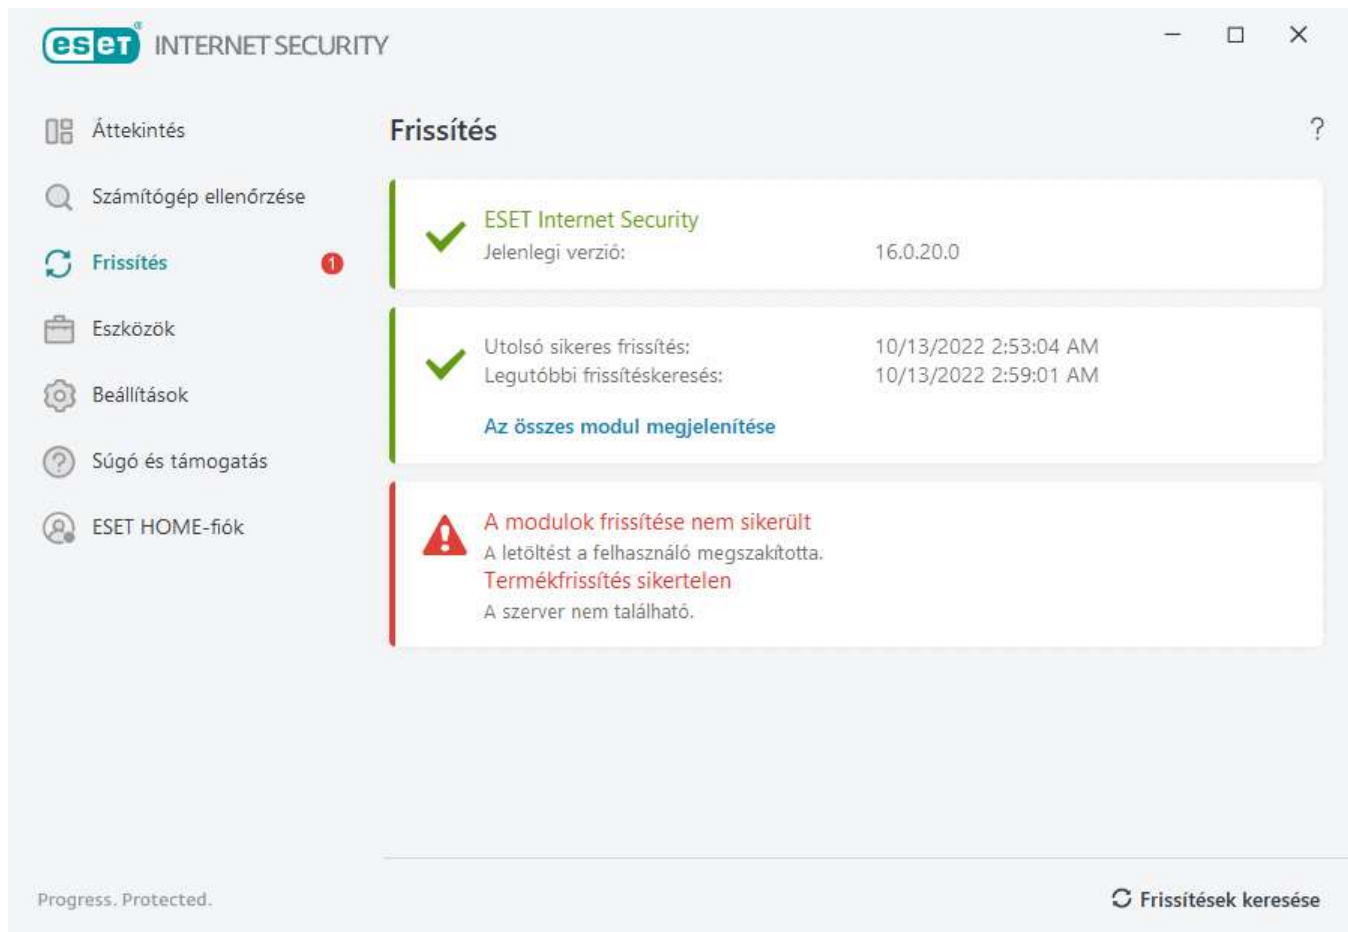 eset INTERNET SECURITY
Áttekintés
Számítógép ellenőrzése
Frissítés 1
Eszközök
Beállítások
Súgó és támogatás
ESET HOME-fiók
Frissítés ?
ESET Internet Security
Jelenlegi verzió: 16.0.20.0
Utolsó sikeres frissítés: 10/13/2022 2:53:04 AM
Legutóbbi frissítéskeresés: 10/13/2022 2:59:01 AM
Az összes modul megjelenítése
A modulok frissítése nem sikerült
A letöltést a felhasználó megszakította.
Termékfrissítés sikertelen
A szerver nem található.
Progress. Protected.
Frissítések keresése